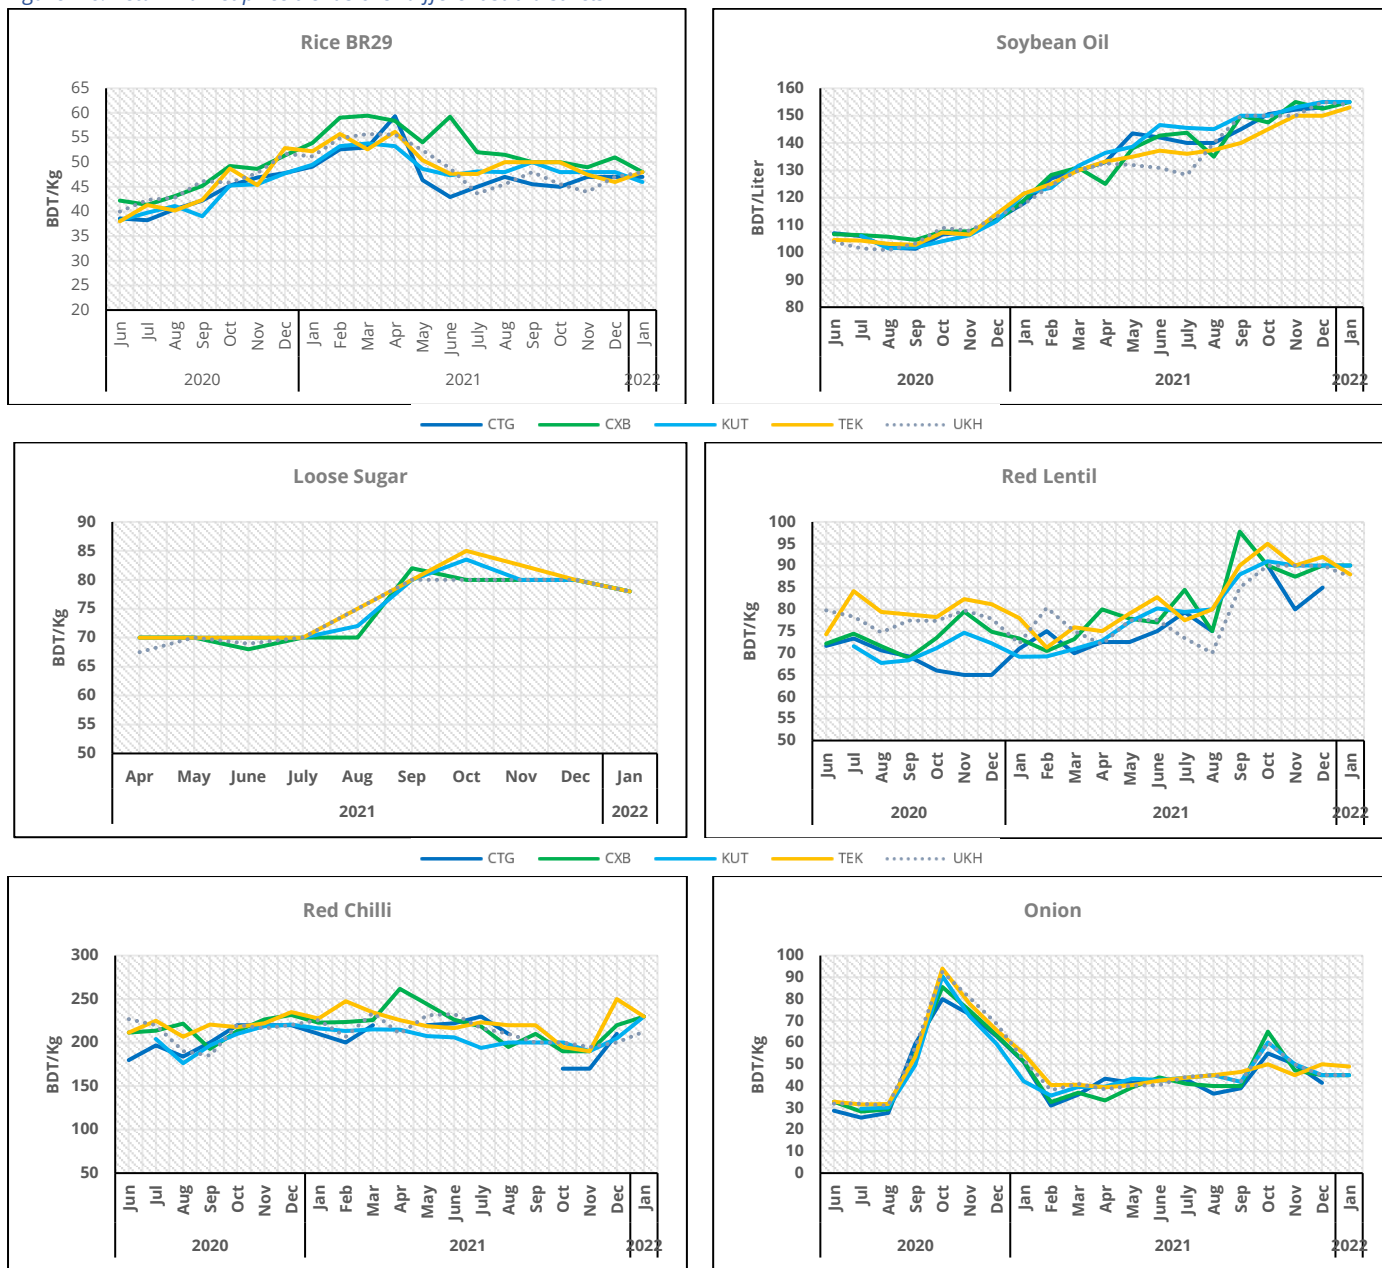 Rice BR29
BDT/Kg
65
60
55
50
45
40
35
30
25
20
Jun Jul Aug Sep Oct Nov Dec Jan Feb Mar Apr May June July Aug Sep Oct Nov Dec Jan
2020 2021 2022
Soybean Oil
BDT/Liter
160
150
140
130
120
110
100
90
80
Jun Jul Aug Sep Oct Nov Dec Jan Feb Mar Apr May June July Aug Sep Oct Nov Dec Jan
2020 2021 2022
CTG CXB KUT TEK UKH
Loose Sugar
BDT/Kg
90
85
80
75
70
65
60
55
50
Apr May June July Aug Sep Oct Nov Dec Jan
2021 2022
Red Lentil
BDT/Kg
100
95
90
85
80
75
70
65
60
55
50
Jun Jul Aug Sep Oct Nov Dec Jan Feb Mar Apr May June July Aug Sep Oct Nov Dec Jan
2020 2021 2022
CTG CXB KUT TEK UKH
Red Chilli
BDT/Kg
300
250
200
150
100
50
Jun Jul Aug Sep Oct Nov Dec Jan Feb Mar Apr May June July Aug Sep Oct Nov Dec Jan
2020 2021 2022
Onion
BDT/Kg
100
90
80
70
60
50
40
30
20
10
0
Jun Jul Aug Sep Oct Nov Dec Jan Feb Mar Apr May June July Aug Sep Oct Nov Dec Jan
2020 2021 2022